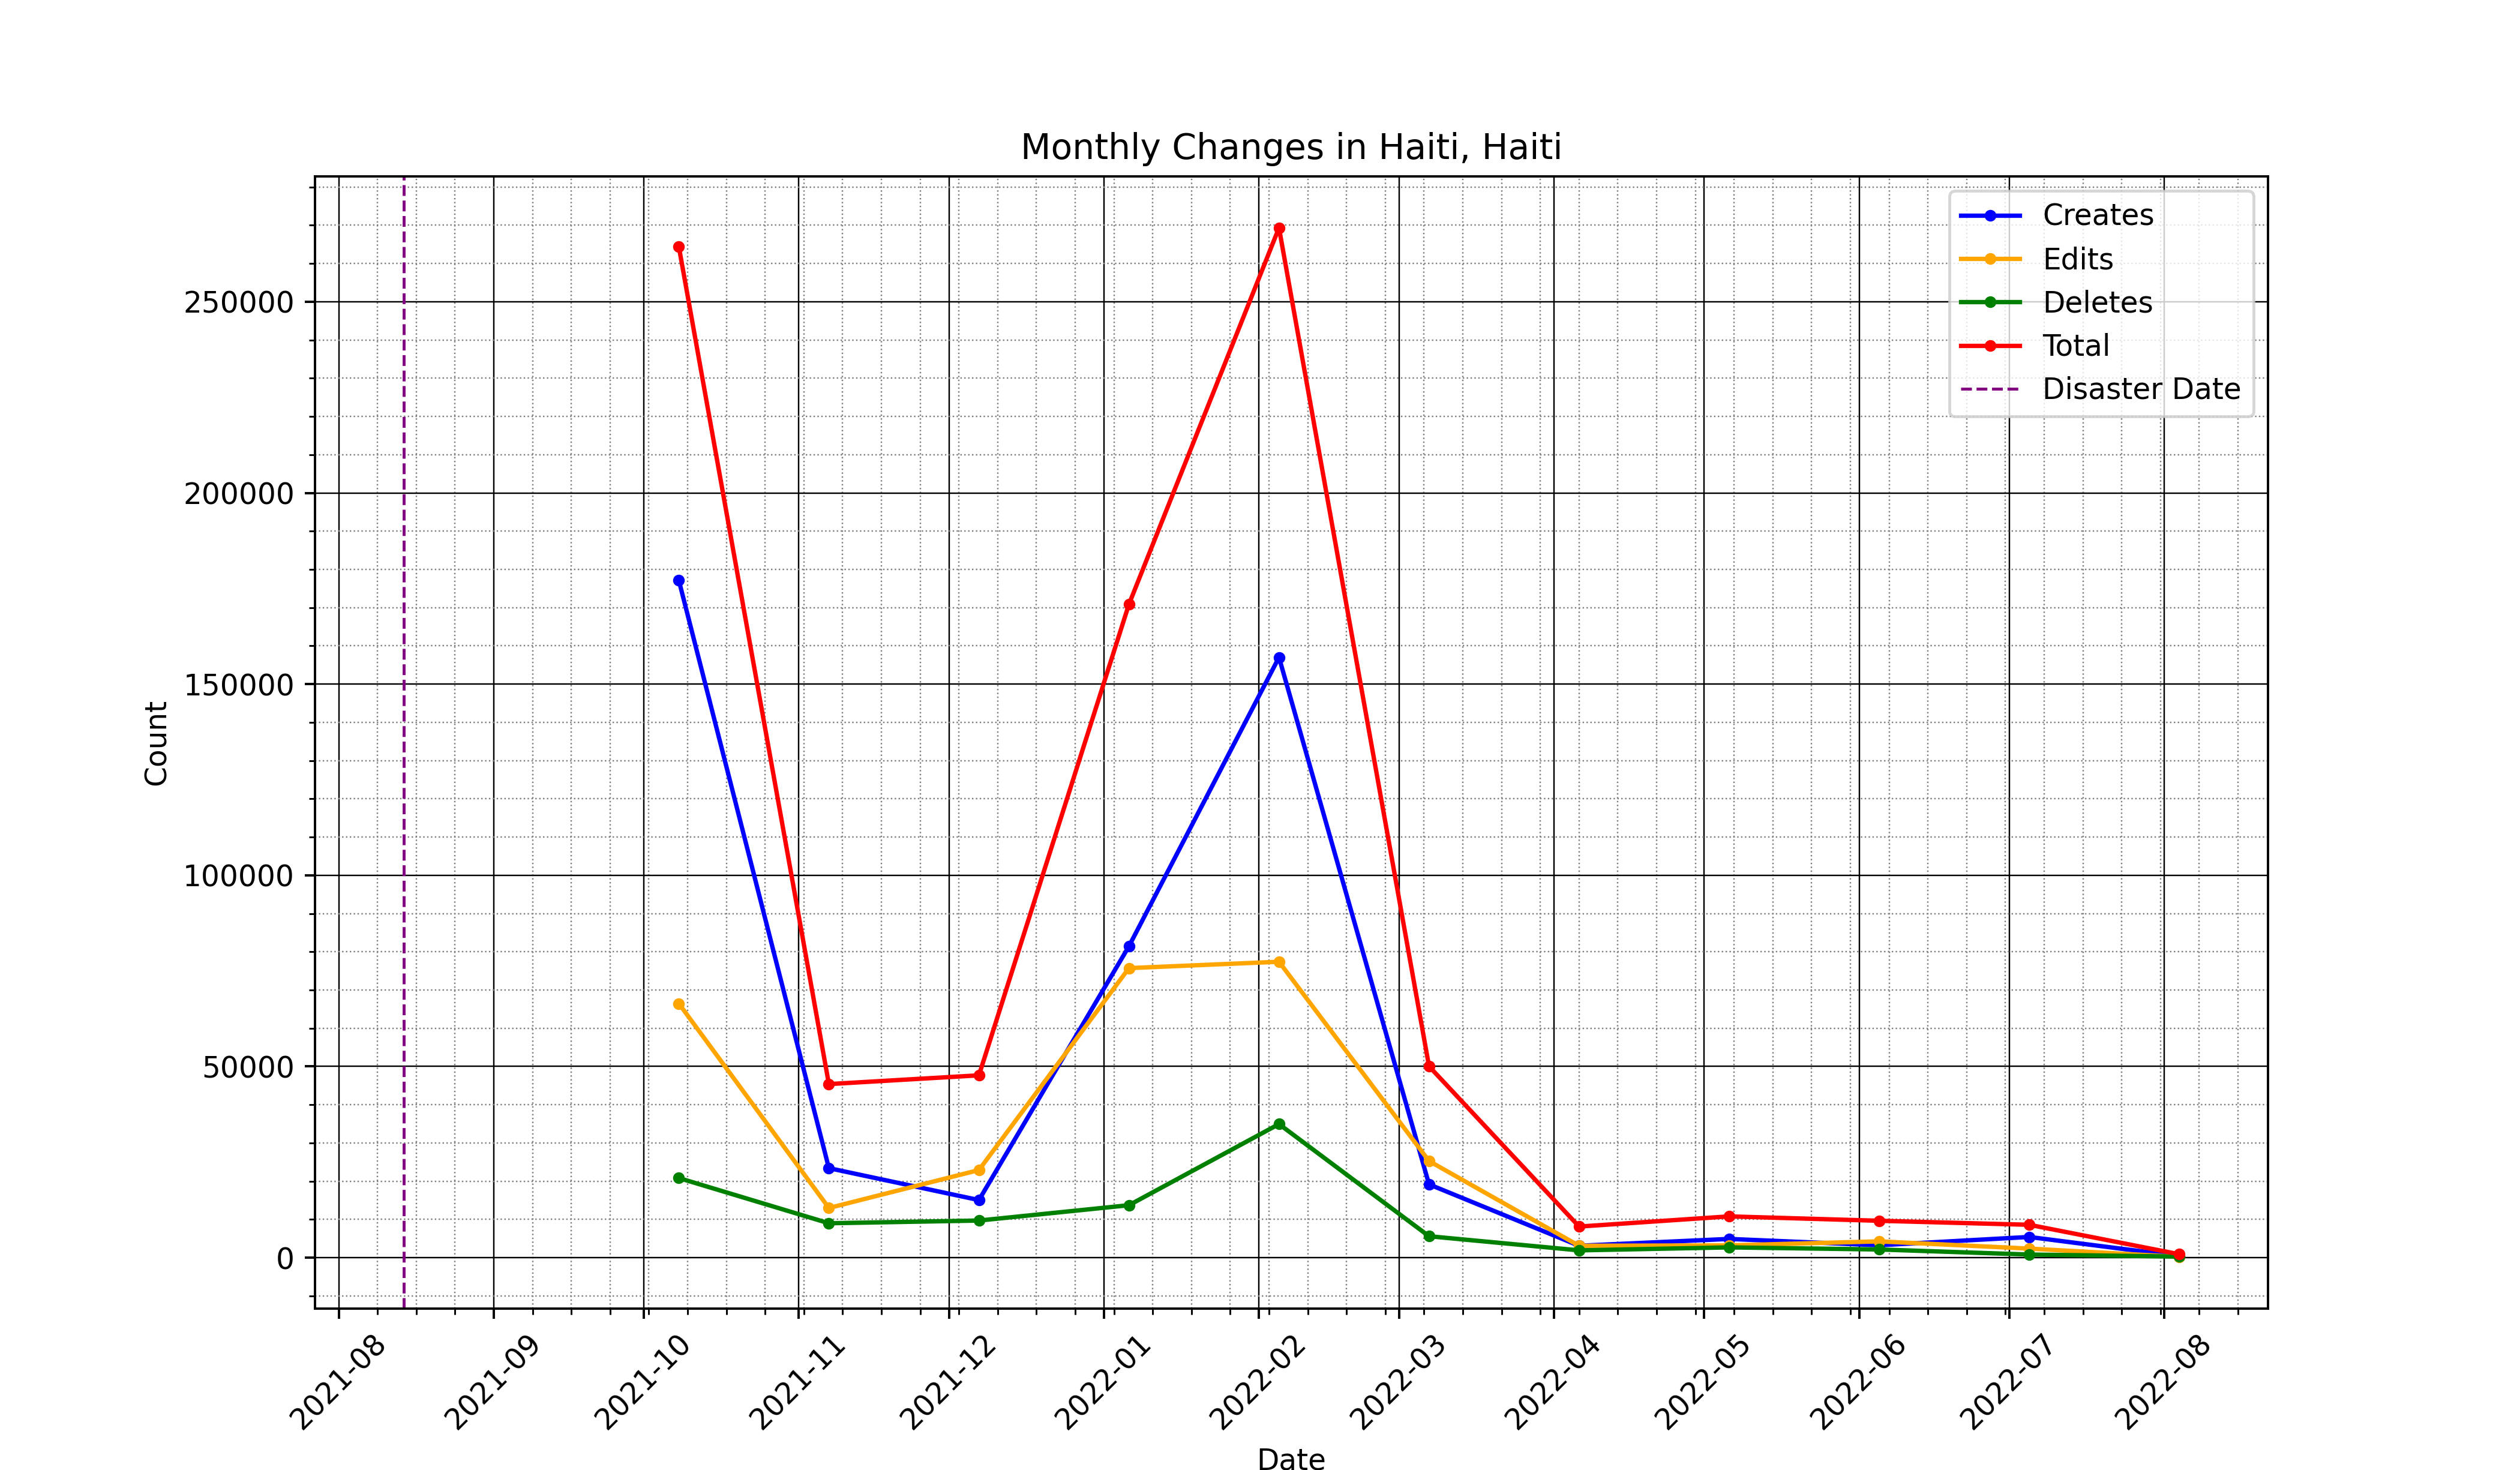 Monthly Changes in Haiti, Haiti
Creates
Edits
Deletes
Total
Disaster Date
Count
250000
200000
150000
100000
50000
0
2021-08
2021-09
2021-10
2021-11
2021-12
2022-01
2022-02
2022-03
2022-04
2022-05
2022-06
2022-07
2022-08
Date